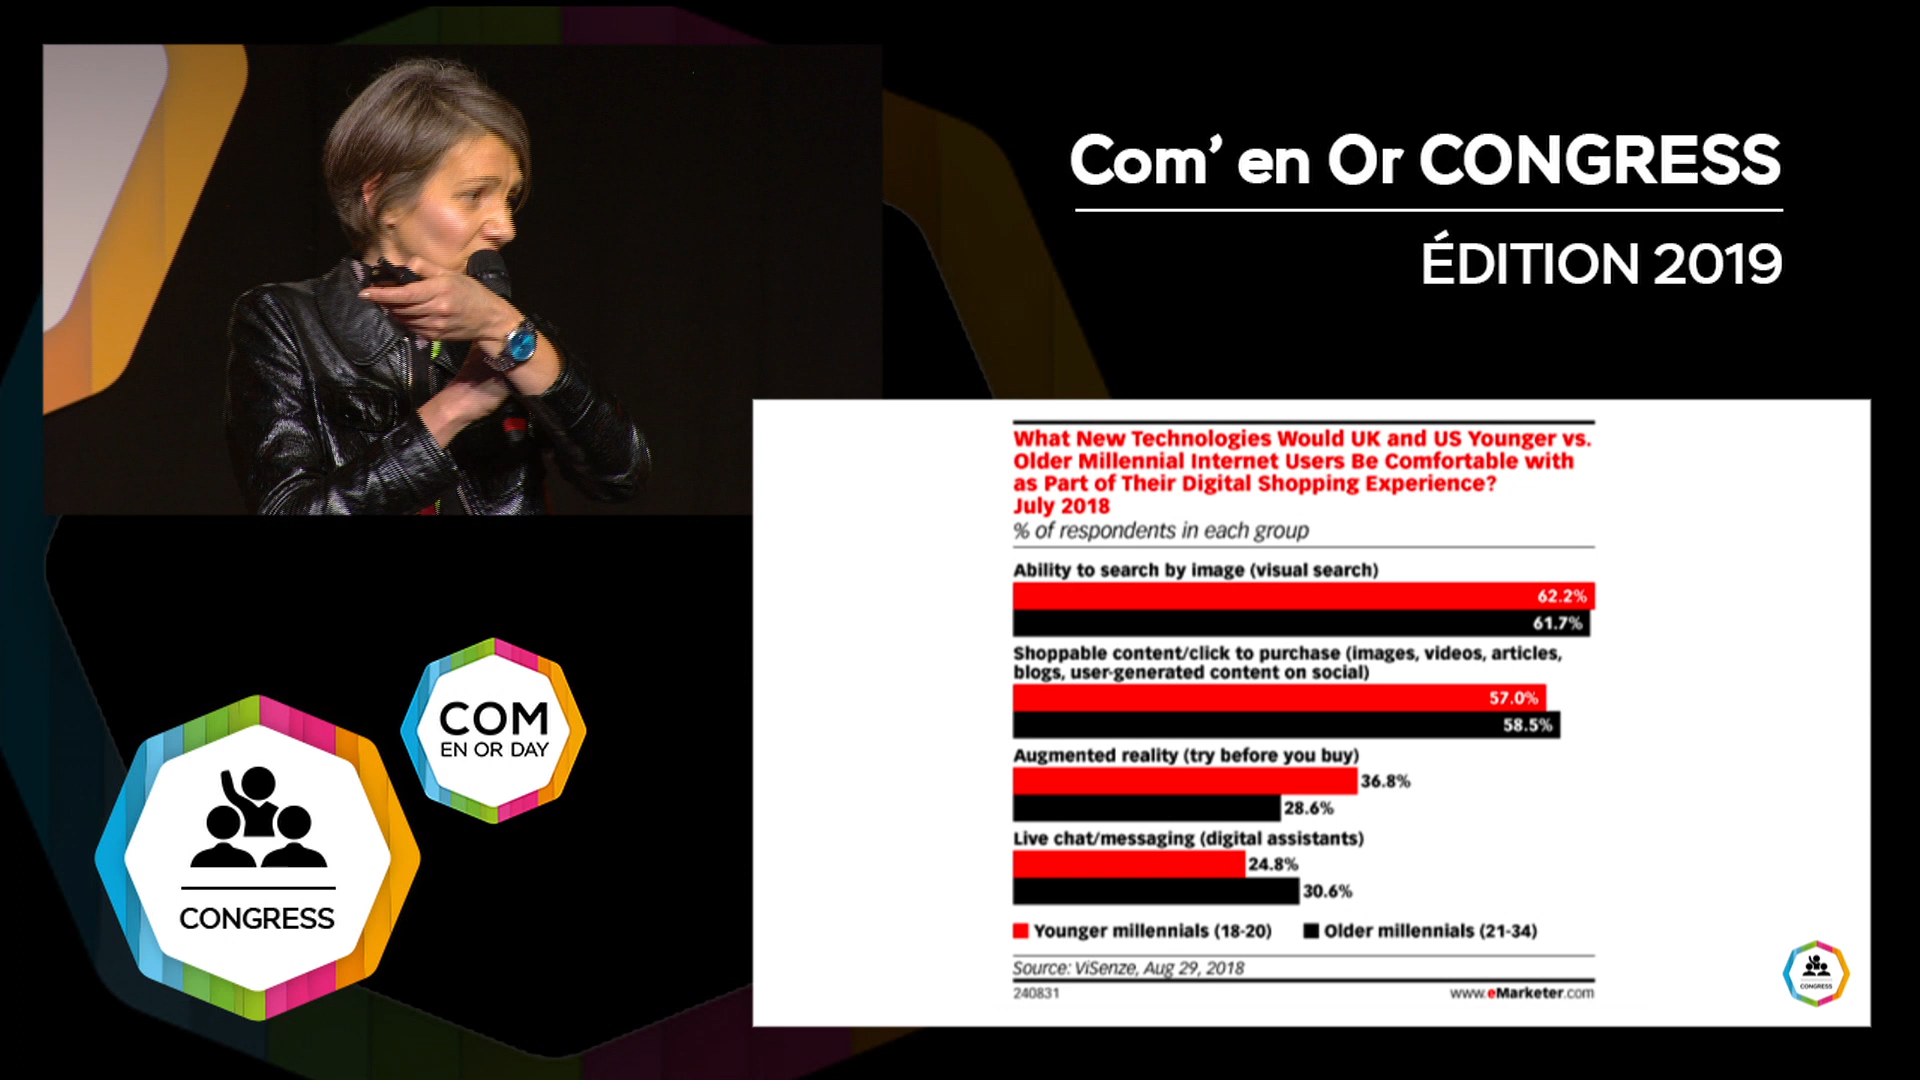 Com’ en Or CONGRESS
ÉDITION 2019
What New Technologies Would UK and US Younger vs.
Older Millennial Internet Users Be Comfortable with
as Part of Their Digital Shopping Experience?
July 2018
% of respondents in each group
Ability to search by image (visual search)
62.2%
61.7%
Shoppable content/click to purchase (images, videos, articles,
blogs, user-generated content on social)
57.0%
58.5%
Augmented reality (try before you buy)
36.8%
28.6%
Live chat/messaging (digital assistants)
24.8%
30.6%
Younger millennials (18-20) Older millennials (21-34)
Source: ViSenze, Aug 29, 2018
240831 www.eMarketer.com
COM
EN OR DAY
CONGRESS
CONGRESS